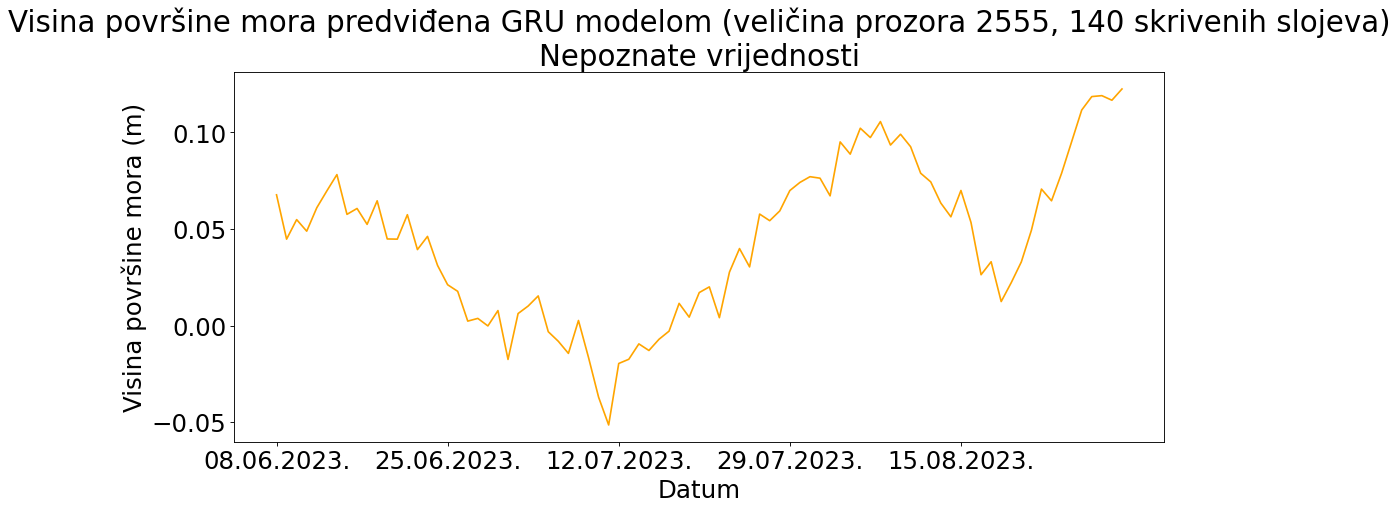 Visina površine mora predviđena GRU modelom (veličina prozora 2555, 140 skrivenih slojeva)
Nepoznate vrijednosti
Visina površine mora (m)
0.10
0.05
0.00
−0.05
08.06.2023. 25.06.2023. 12.07.2023. 29.07.2023. 15.08.2023.
Datum